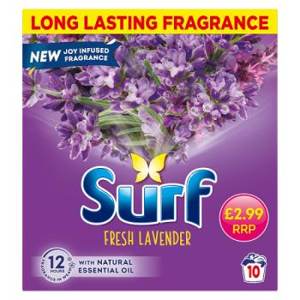 LONG LASTING FRAGRANCE
NEW JOY INFUSED
FRAGRANCE
Surf
£2.99
RRP
FRESH LAVENDER
12
HOURS
WITH NATURAL
ESSENTIAL OIL
10